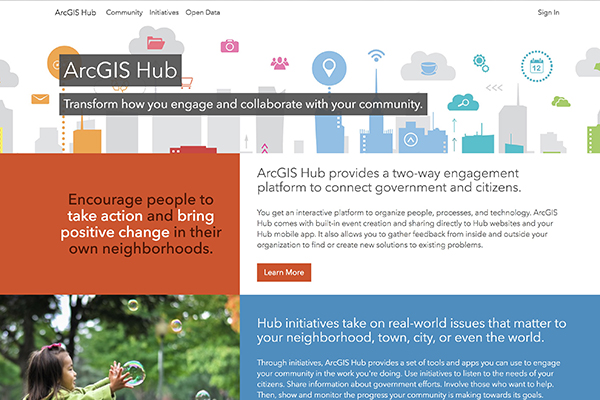 ArcGIS Hub Community Initiatives Open Data Sign In
ArcGIS Hub
12
Transform how you engage and collaborate with your community.
Encourage people to
take action and bring
positive change in their
own neighborhoods.
ArcGIS Hub provides a two-way engagement
platform to connect government and citizens.
You get an interactive platform to organize people, processes, and technology. ArcGIS
Hub comes with built-in event creation and sharing directly to Hub websites and your
Hub mobile app. It also allows you to gather feedback from inside and outside your
organization to find or create new solutions to existing problems.
Learn More
Hub initiatives take on real-world issues that matter to
your neighborhood, town, city, or even the world.
Through initiatives, ArcGIS Hub provides a set of tools and apps you can use to engage
your community in the work you're doing. Use initiatives to listen to the needs of your
citizens. Share information about government efforts. Involve those who want to help.
Then, show and monitor the progress your community is making towards its goals.